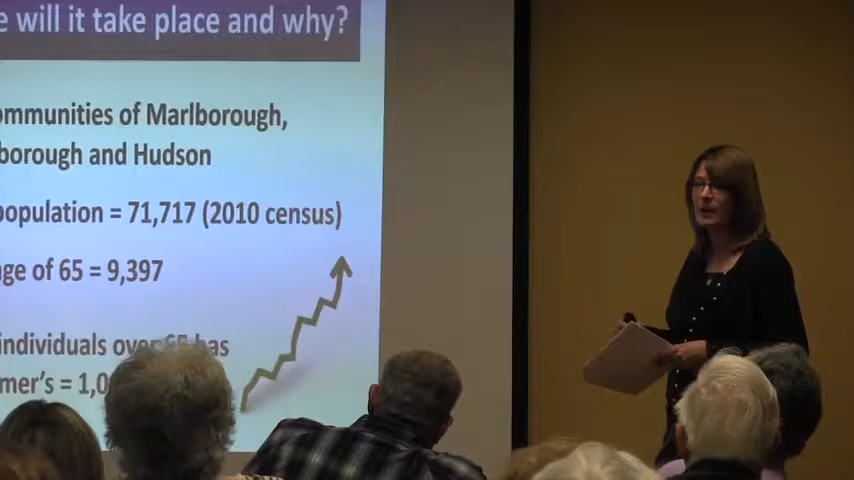 e will it take place and why?
ommunities of Marlborough,
borough and Hudson
population = 71,717 (2010 census)
ge of 65 = 9,397
individuals over 65 has
mer's = 1,0